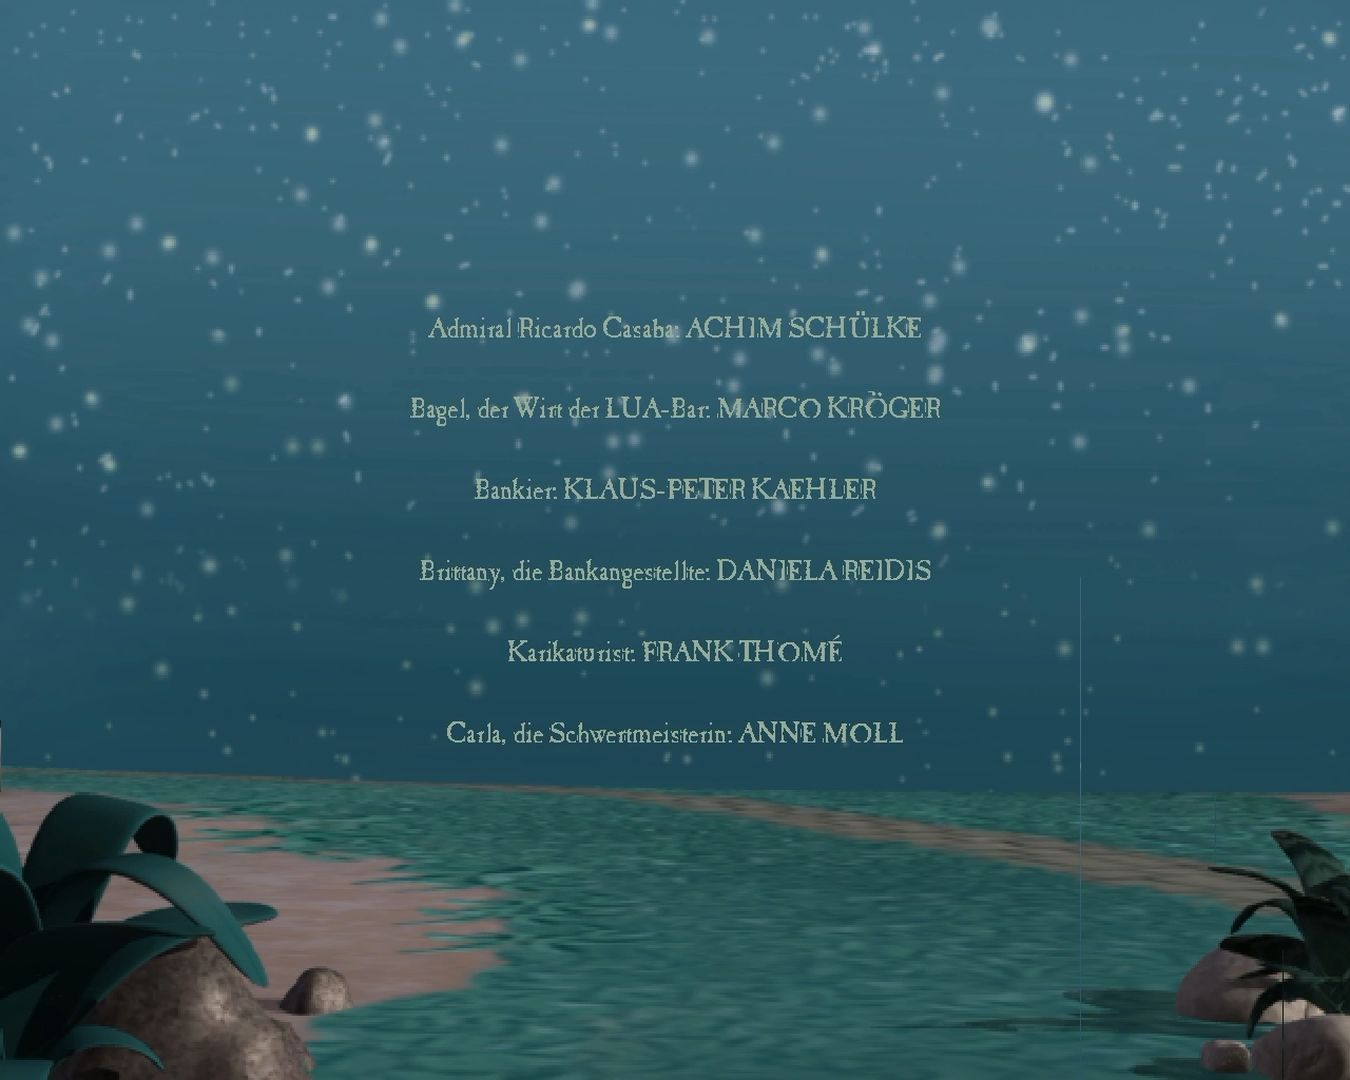 Admiral Ricardo Casaba: ACHIM SCHÜLKE
Bagel, der Wirt der LUA-Bar: MARCO KRÖGER
Bankier: KLAUS-PETER KAEHLER
Brittany, die Bankangestellte: DANIELA REIDIS
Karikaturist: FRANK THOMÉ
Carla, die Schwertmeisterin: ANNE MOLL